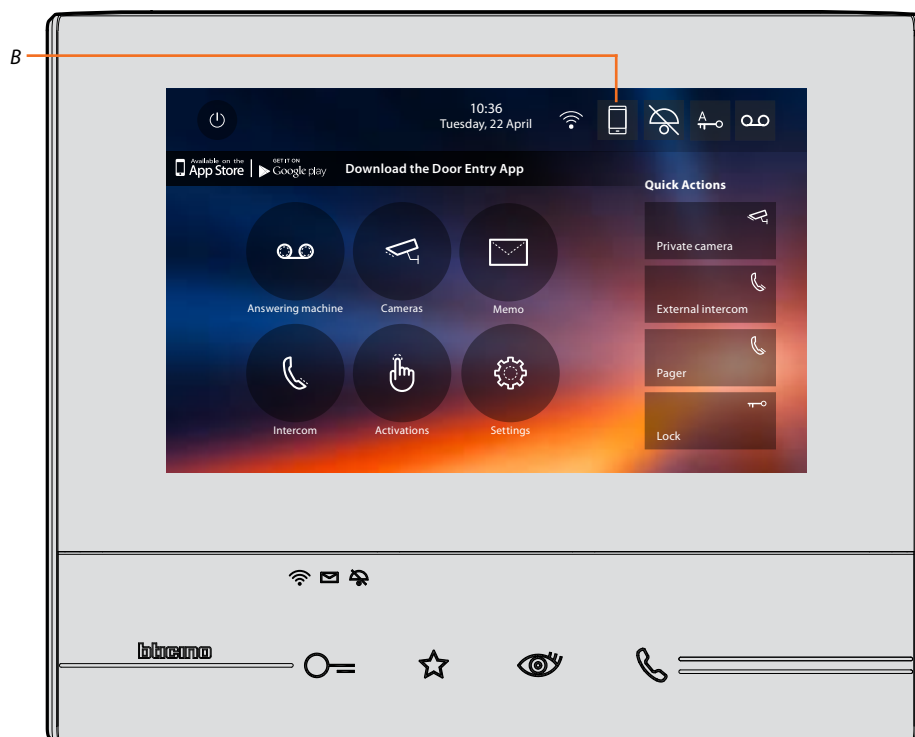 B
10:36
Tuesday, 22 April
A
Available on the
App Store
GET IT ON
Google play
Download the Door Entry App
Quick Actions
Private camera
External intercom
Pager
Lock
Answering machine
Cameras
Memo
Intercom
Activations
Settings
bticino